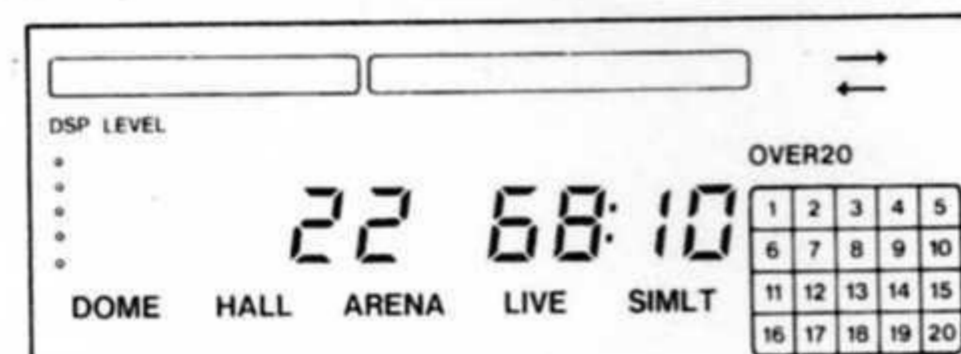 DSP LEVEL
OVER20
22 68:10
1 2 3 4 5
6 7 8 9 10
11 12 13 14 15
16 17 18 19 20
DOME HALL ARENA LIVE SIMLT